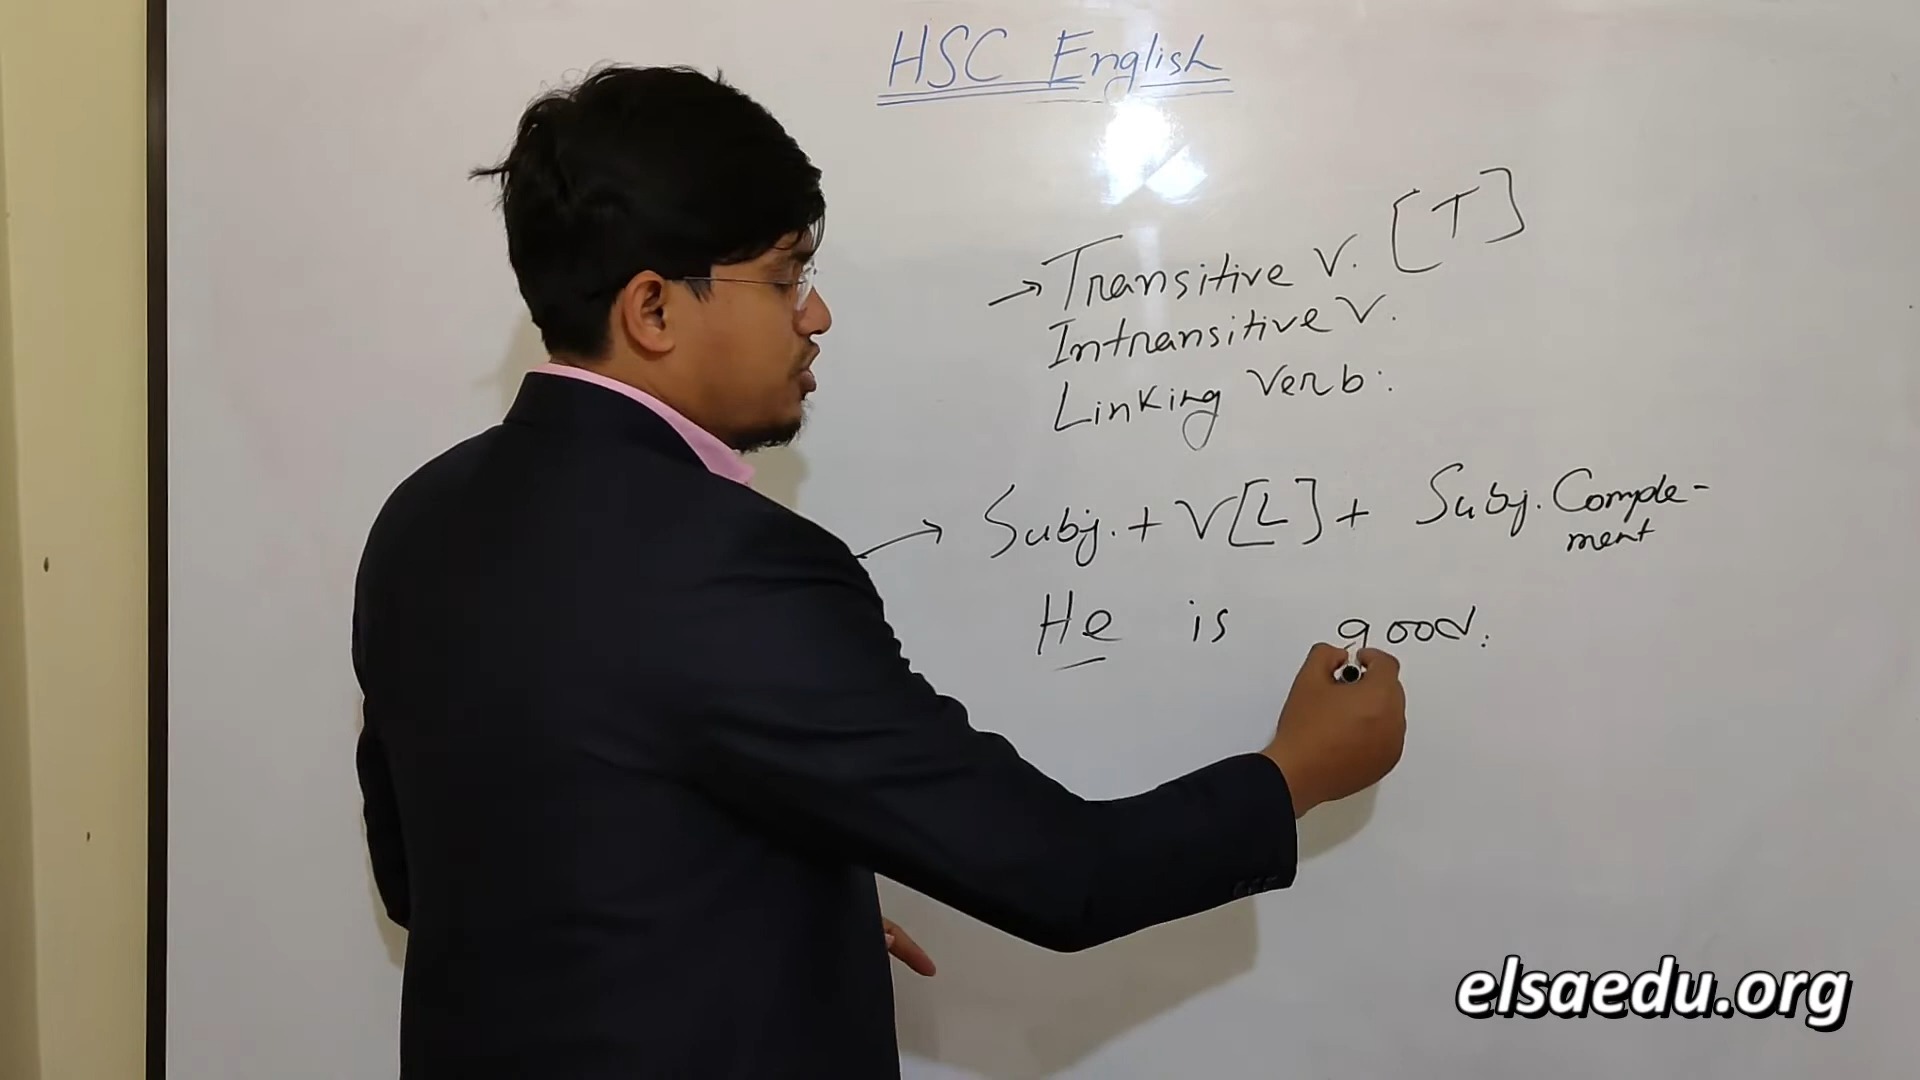 HSC English
→ Transitive V. [T]
Intransitive V.
Linking Verb:
→ Subj. + V[L] + Subj. Comple-
ment
He is good.
elsaedu.org